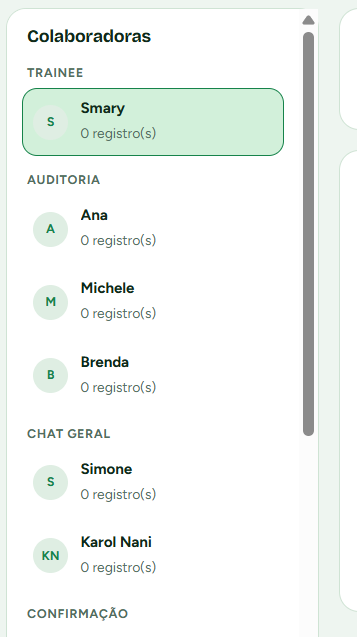 Colaboradoras
TRAINEE
S
Smary
0 registro(s)
AUDITORIA
A
Ana
0 registro(s)
M
Michele
0 registro(s)
B
Brenda
0 registro(s)
CHAT GERAL
S
Simone
0 registro(s)
KN
Karol Nani
0 registro(s)
CONFIRMAÇÃO